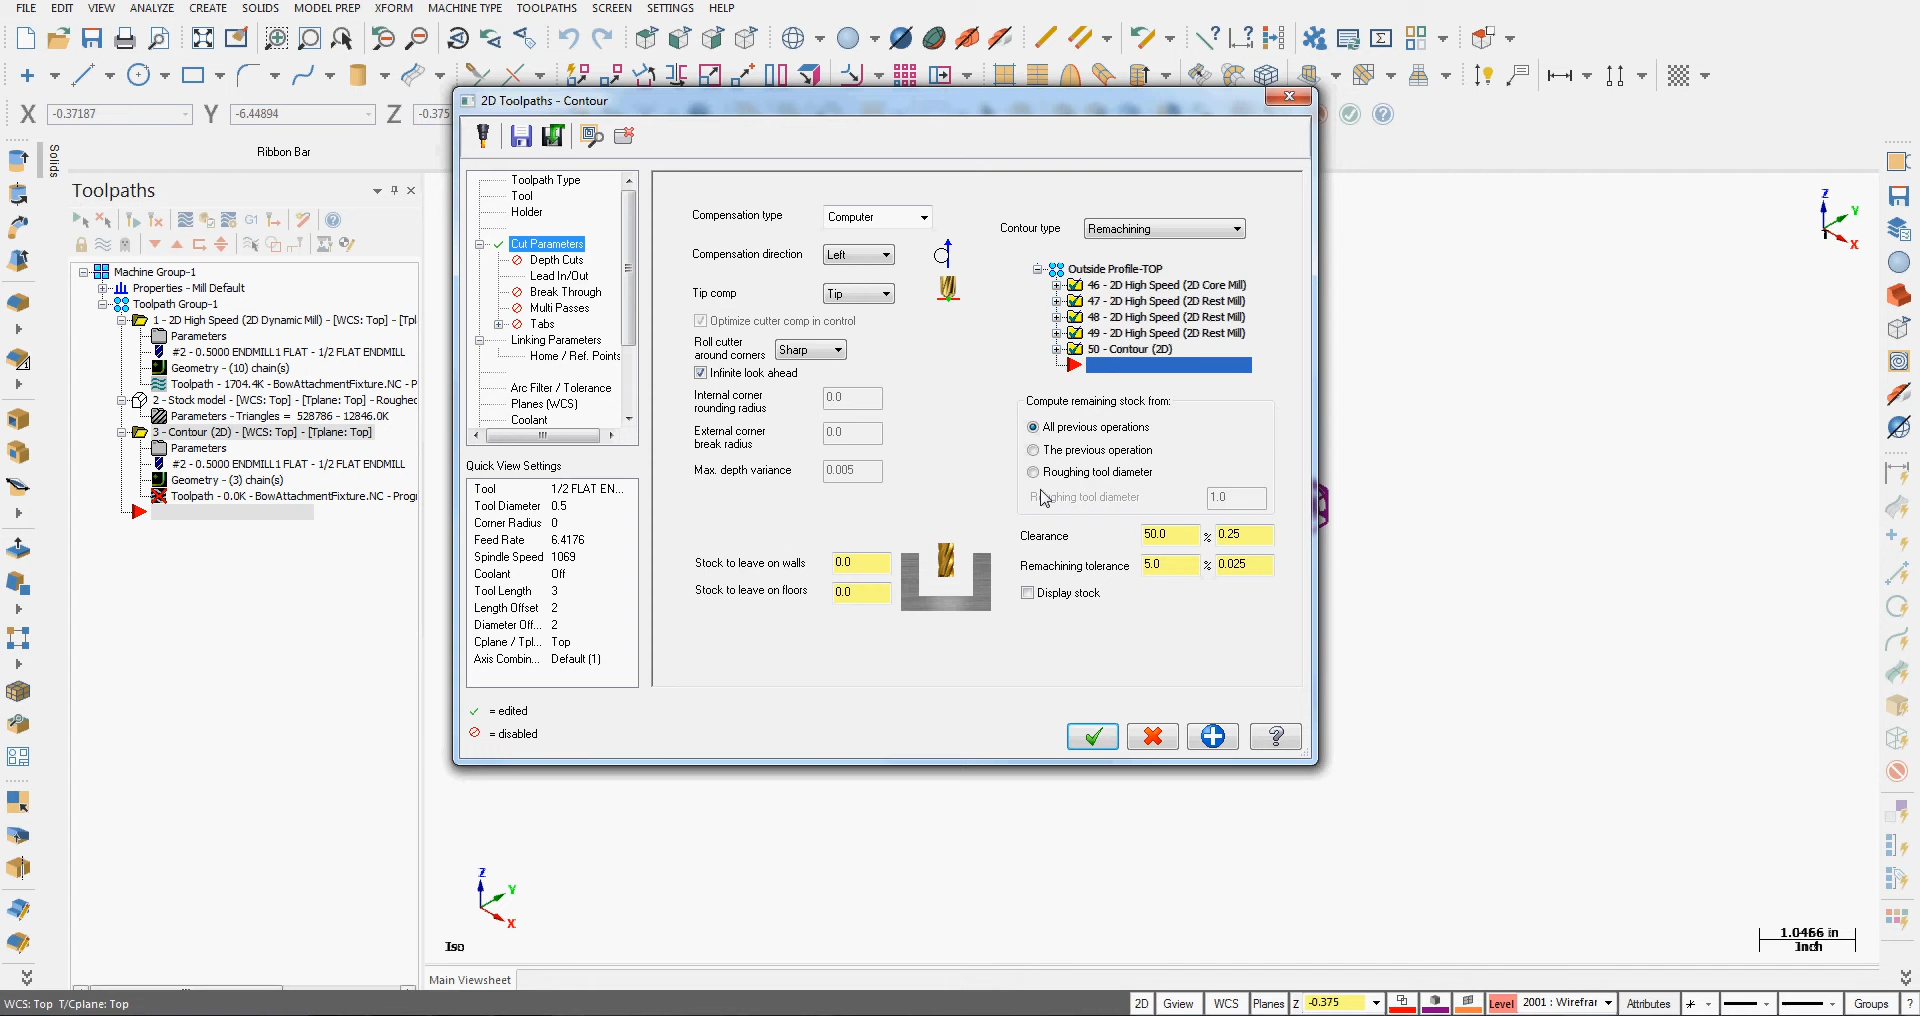 FILE EDIT VIEW ANALYZE CREATE SOLIDS MODEL PREP XFORM MACHINE TYPE TOOLPATHS SCREEN SETTINGS HELP
X -0.37187 Y -6.44894 Z -0.375
Ribbon Bar
Solids
Toolpaths
G1
Machine Group-1
Properties - Mill Default
Toolpath Group-1
1 - 2D High Speed (2D Dynamic Mill) - [WCS: Top] - [Tpl
Parameters
#2 - 0.5000 ENDMILL1 FLAT - 1/2 FLAT ENDMILL
Geometry - (10) chain(s)
Toolpath - 1704.4K - BowAttachmentFixture.NC - P
2 - Stock model - [WCS: Top] - [Tplane: Top] - Roughed
Parameters - Triangles = 528786 - 12846.0K
3 - Contour (2D) - [WCS: Top] - [Tplane: Top]
Parameters
#2 - 0.5000 ENDMILL1 FLAT - 1/2 FLAT ENDMILL
Geometry - (3) chain(s)
Toolpath - 0.0K - BowAttachmentFixture.NC - Progr
2D Toolpaths - Contour
Toolpath Type
Tool
Holder
Cut Parameters
Depth Cuts
Lead In/Out
Break Through
Multi Passes
Tabs
Linking Parameters
Home / Ref. Points
Arc Filter / Tolerance
Planes (WCS)
Coolant
Quick View Settings
Tool 1/2 FLAT EN...
Tool Diameter 0.5
Corner Radius 0
Feed Rate 6.4176
Spindle Speed 1069
Coolant Off
Tool Length 3
Length Offset 2
Diameter Off... 2
Cplane / Tpl... Top
Axis Combin... Default (1)
= edited
= disabled
Compensation type Computer
Compensation direction Left
Tip comp Tip
Optimize cutter comp in control
Roll cutter
around corners Sharp
Infinite look ahead
Internal corner
rounding radius 0.0
External corner
break radius 0.0
Max. depth variance 0.005
Stock to leave on walls 0.0
Stock to leave on floors 0.0
Contour type Remachining
Outside Profile-TOP
46 - 2D High Speed (2D Core Mill)
47 - 2D High Speed (2D Rest Mill)
48 - 2D High Speed (2D Rest Mill)
49 - 2D High Speed (2D Rest Mill)
50 - Contour (2D)
Compute remaining stock from:
All previous operations
The previous operation
Roughing tool diameter
Roughing tool diameter 1.0
Clearance 50.0 % 0.25
Remachining tolerance 5.0 % 0.025
Display stock
Z Y X
Z Y X
Iso
1.0466 in
Inch
Main Viewsheet
WCS: Top T/Cplane: Top
2D Gview WCS Planes Z -0.375 Level 2001 : Wirefrar Attributes Groups ?